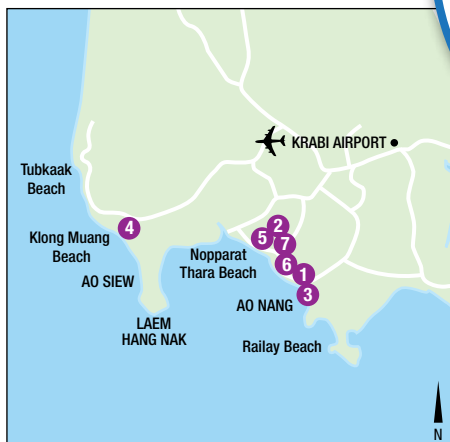 KRABI AIRPORT
Tubkaak
Beach
4
2
5
7
Klong Muang
Beach
Nopparat
Thara Beach
6
1
AO SIEW
3
AO NANG
LAEM
HANG NAK
Railay Beach
N